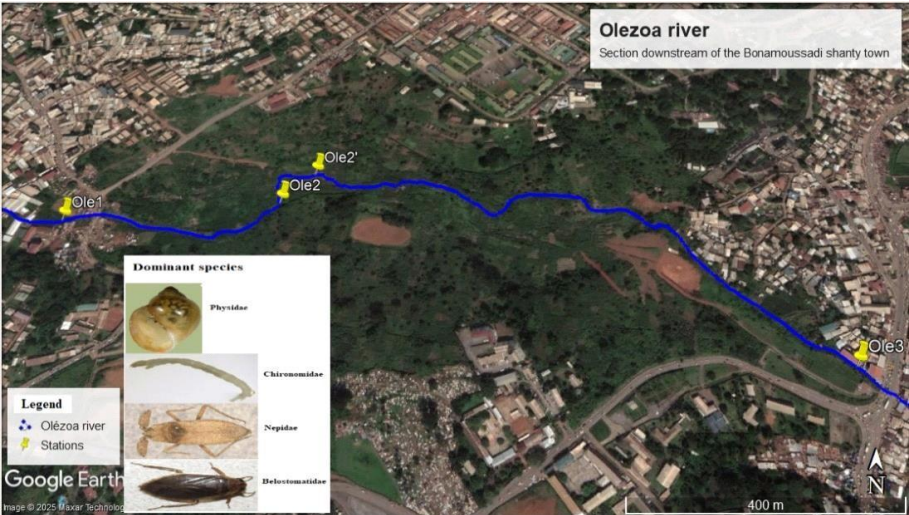 Olezoa river
Section downstream of the Bonamoussadi shanty town
Ole2'
Ole2
Ole1
Dominant species
Physidae
Chironomidae
Nepidae
Belostomatidae
Ole3
Legend
Olézoa river
Stations
Google Earth
Image © 2025 Maxar Technolog
N
400 m